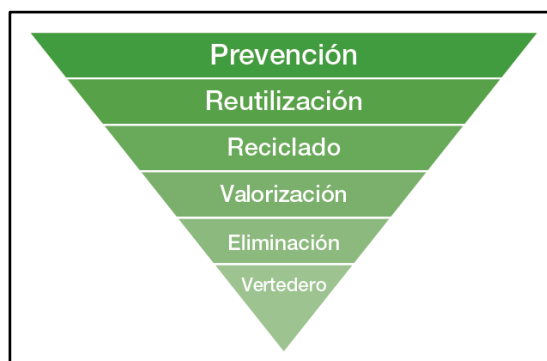 Prevención
Reutilización
Reciclado
Valorización
Eliminación
Vertedero